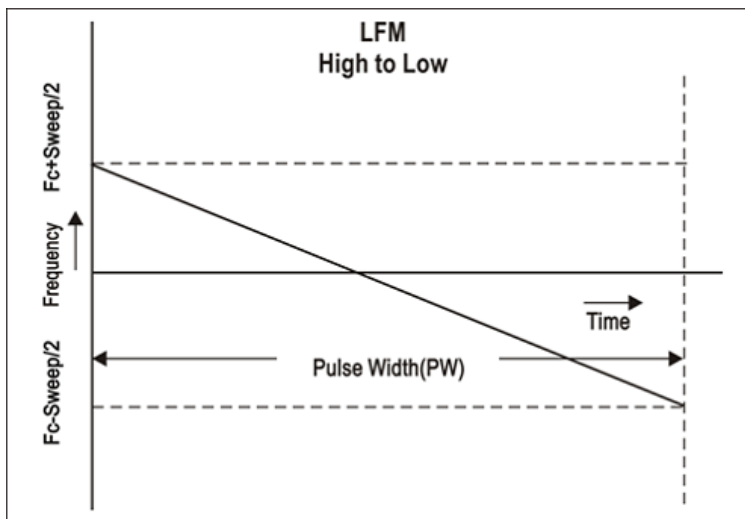 LFM
High to Low
Fc+Sweep/2
Frequency
Time
Pulse Width(PW)
Fc-Sweep/2